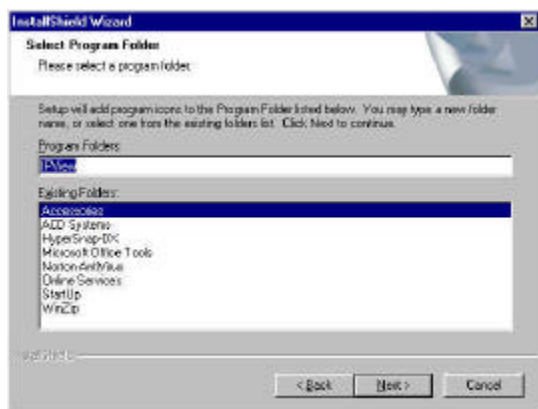 InstallShield Wizard
Select Program Folder
Please select a program folder.
Setup will add program icons to the Program Folder listed below. You may type a new folder
name, or select one from the existing folders list. Click Next to continue.
Program Folders:
IPView
Existing Folders:
Accessories
ACD Systems
HyperSnap-DX
Microsoft Office Tools
Norton AntiVirus
Online Services
StartUp
WinZip
InstallShield
< Back
Next >
Cancel